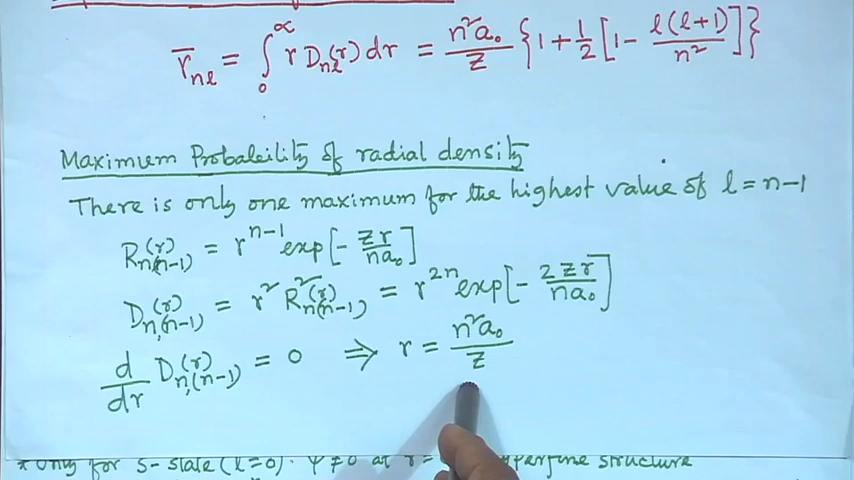 r̅ₙₗ = ∫₀^∝ r Dₙₗ(r) dr = n²a₀/Z {1 + 1/2 [1 - l(l+1)/n²]}
Maximum Probability of radial density
There is only one maximum for the highest value of l = n-1
Rₙ₍ₙ₋₁₎(r) = rⁿ⁻¹ exp[- Zr/na₀]
Dₙ,₍ₙ₋₁₎(r) = r² R²ₙ₍ₙ₋₁₎(r) = r²ⁿ exp[- 2Zr/na₀]
d/dr Dₙ,₍ₙ₋₁₎(r) = 0 ⇒ r = n²a₀/Z
* Only for s-state (l=0). Ψ≠0 at r= structure